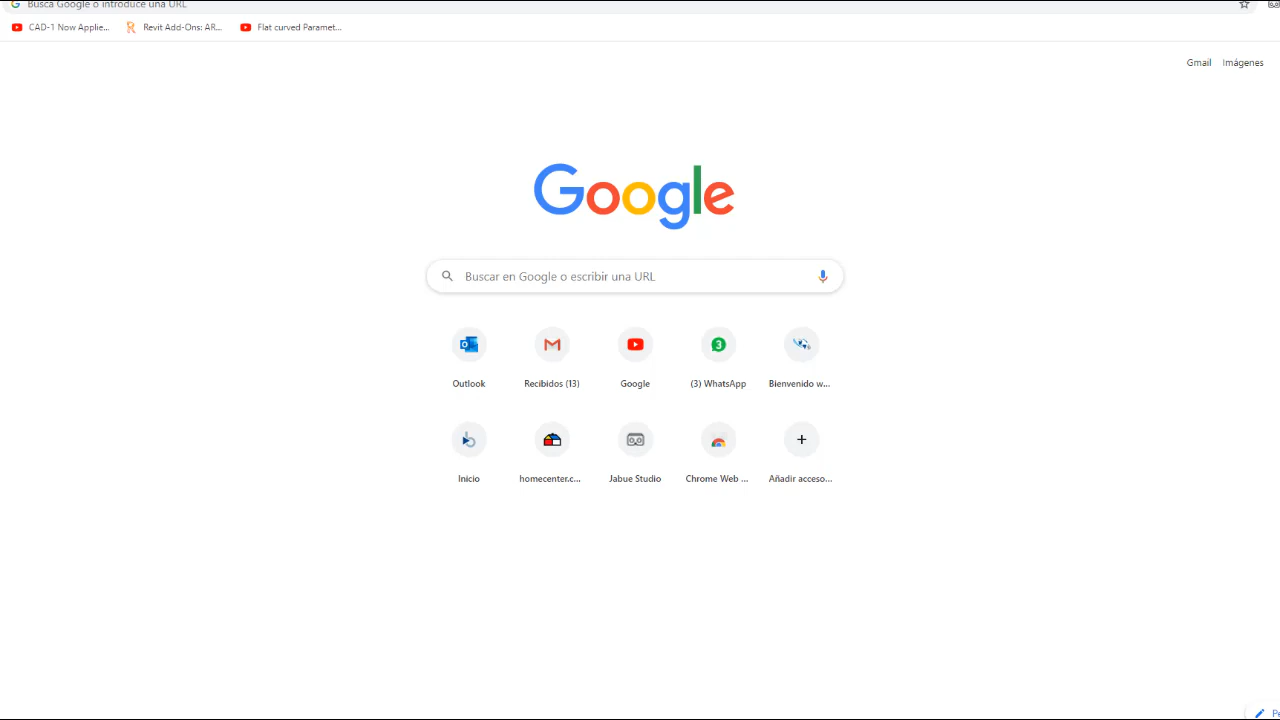 Busca Google o introduce una URL
CAD-1 Now Applie... Revit Add-Ons: AR... Flat curved Paramet...
Gmail Imágenes
Google
Buscar en Google o escribir una URL
3
Outlook Recibidos (13) Google (3) WhatsApp Bienvenido w...
Inicio homecenter.c... Jabue Studio Chrome Web ... Añadir acceso...